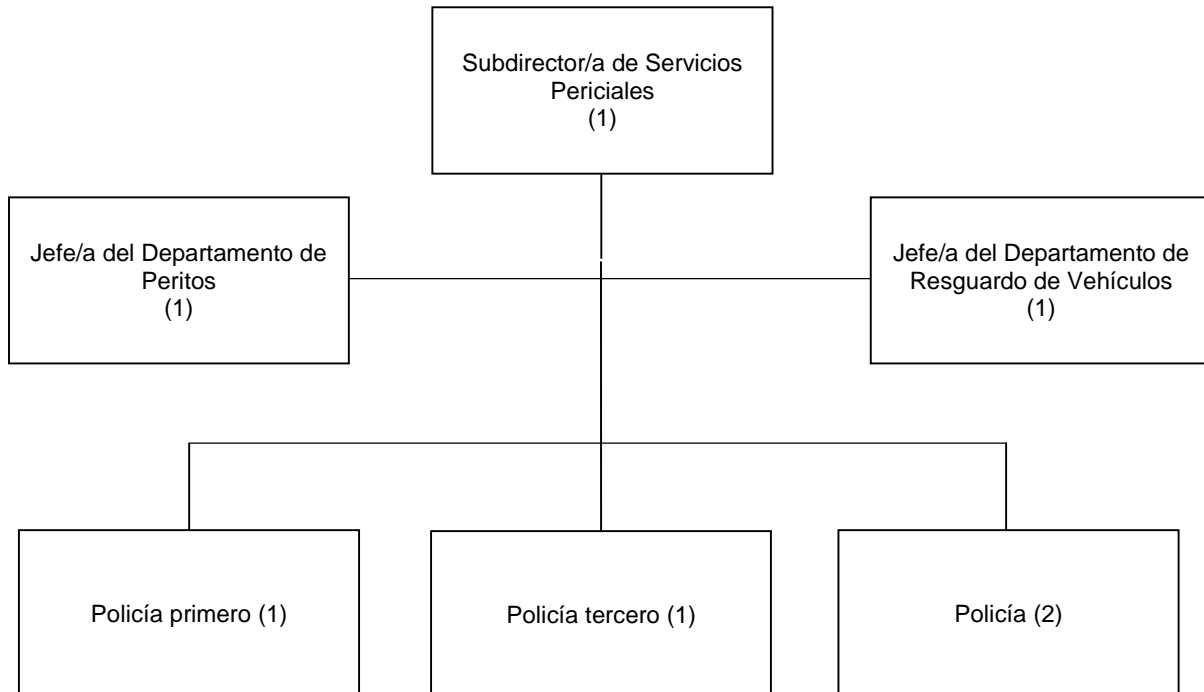 Subdirector/a de Servicios
Periciales
(1)
Jefe/a del Departamento de
Peritos
(1)
Jefe/a del Departamento de
Resguardo de Vehículos
(1)
Policía primero (1)
Policía tercero (1)
Policía (2)